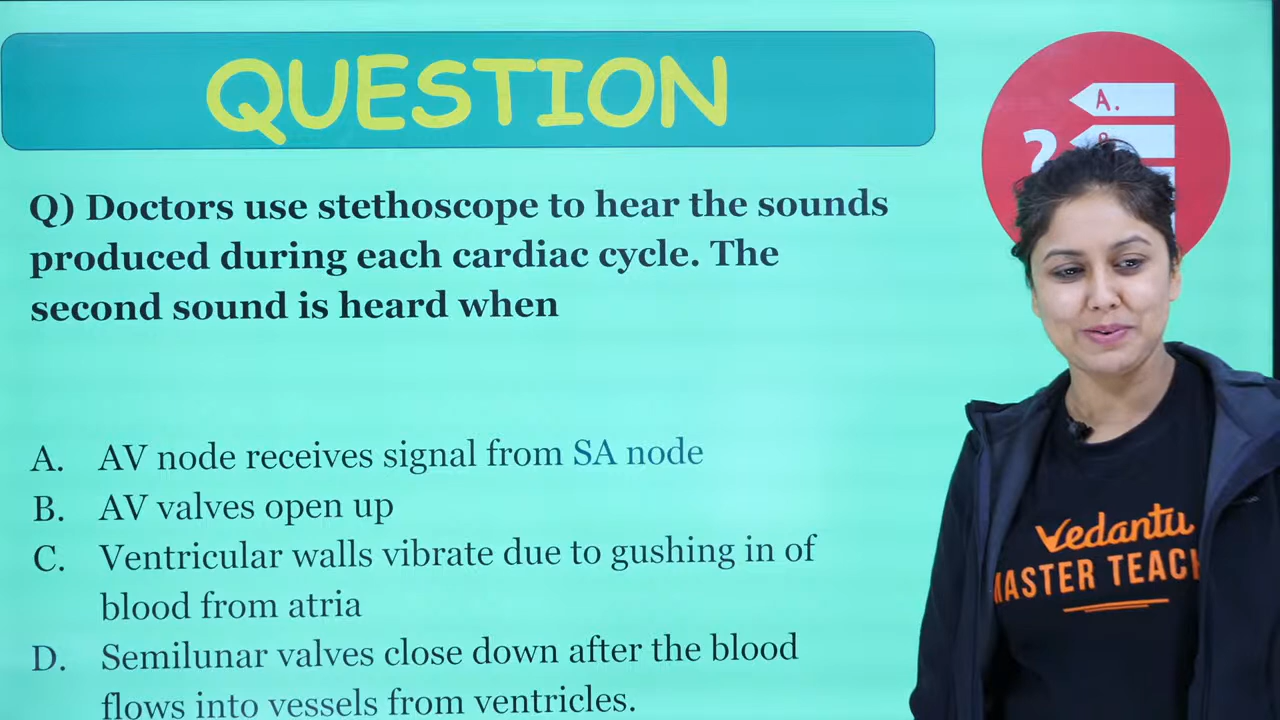 QUESTION
A.
Q) Doctors use stethoscope to hear the sounds
produced during each cardiac cycle. The
second sound is heard when
A. AV node receives signal from SA node
B. AV valves open up
C. Ventricular walls vibrate due to gushing in of
blood from atria
D. Semilunar valves close down after the blood
flows into vessels from ventricles.
Vedantu
MASTER TEACH